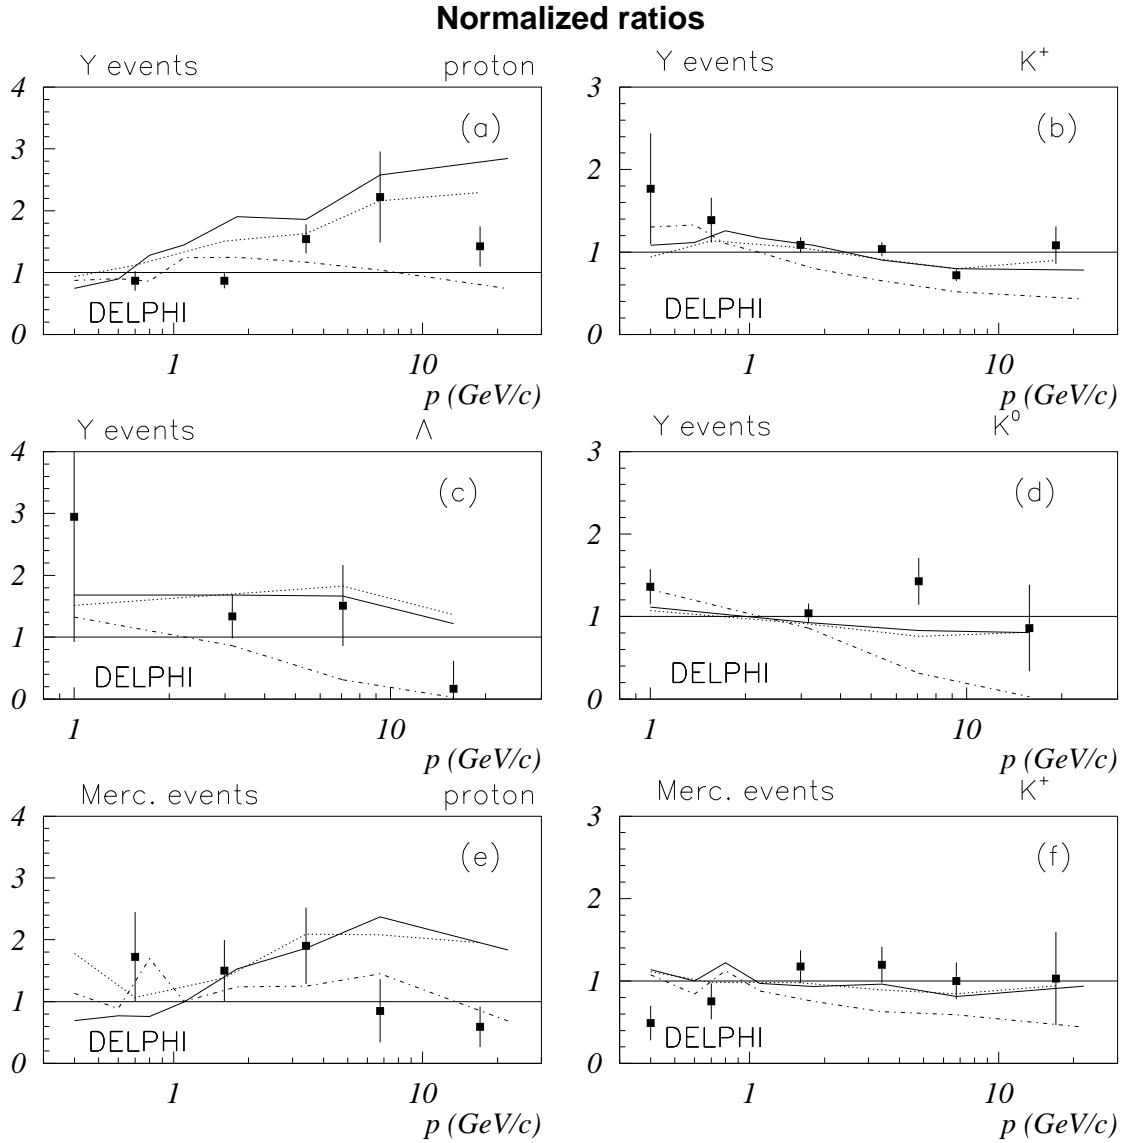 Normalized ratios
Y events proton
4
3
2
1
0
(a)
DELPHI
1 10
p (GeV/c)
Y events K+
3
2
1
0
(b)
DELPHI
1 10
p (GeV/c)
Y events Λ
4
3
2
1
0
(c)
DELPHI
1 10
p (GeV/c)
Y events K0
3
2
1
0
(d)
DELPHI
1 10
p (GeV/c)
Merc. events proton
4
3
2
1
0
(e)
DELPHI
1 10
p (GeV/c)
Merc. events K+
3
2
1
0
(f)
DELPHI
1 10
p (GeV/c)